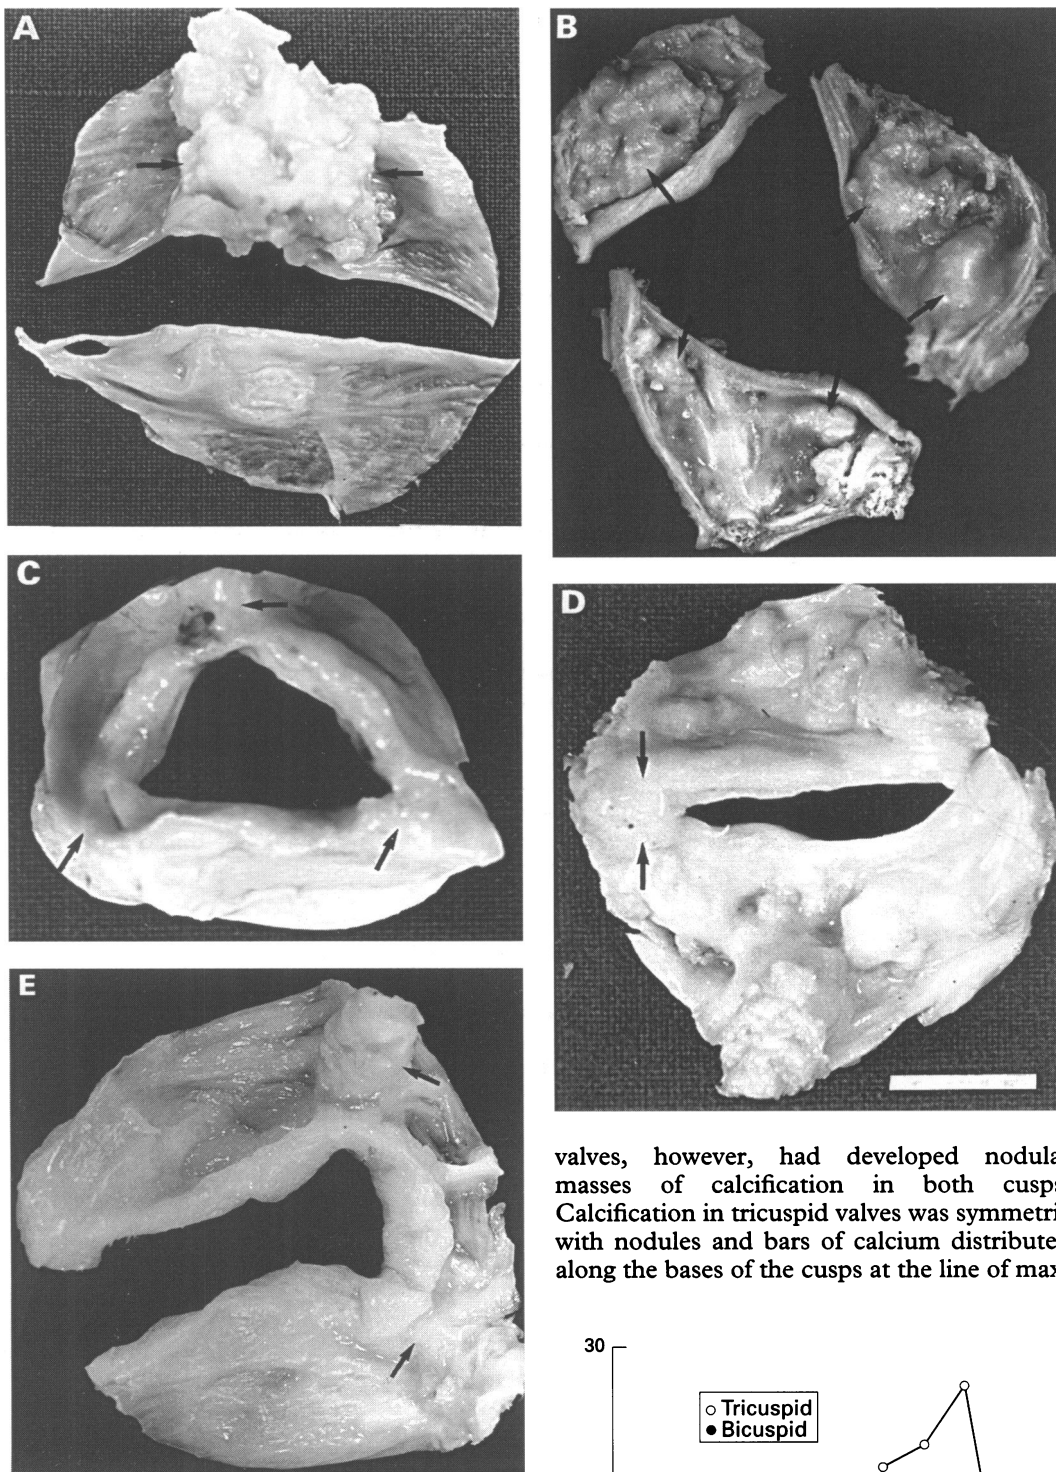 A
B
C
D
E
valves, however, had developed nodula
masses of calcification in both cusps
Calcification in tricuspid valves was symmetri
with nodules and bars of calcium distribute
along the bases of the cusps at the line of max
30
Tricuspid
Bicuspid